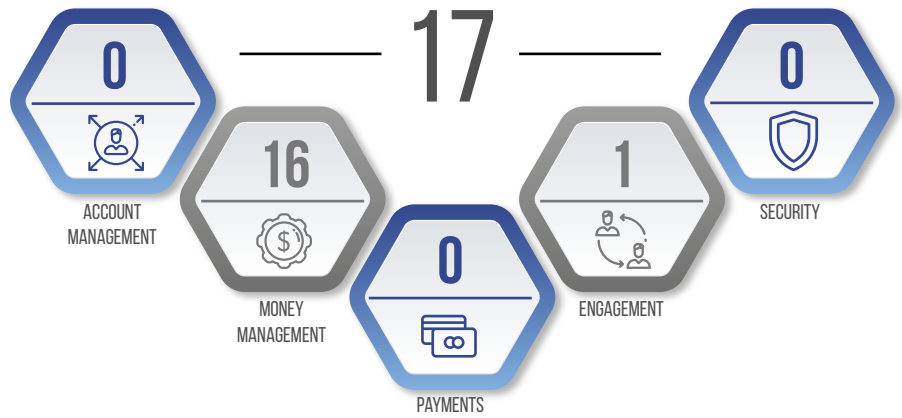 17
0
ACCOUNT
MANAGEMENT
16
$
MONEY
MANAGEMENT
0
PAYMENTS
1
ENGAGEMENT
0
SECURITY